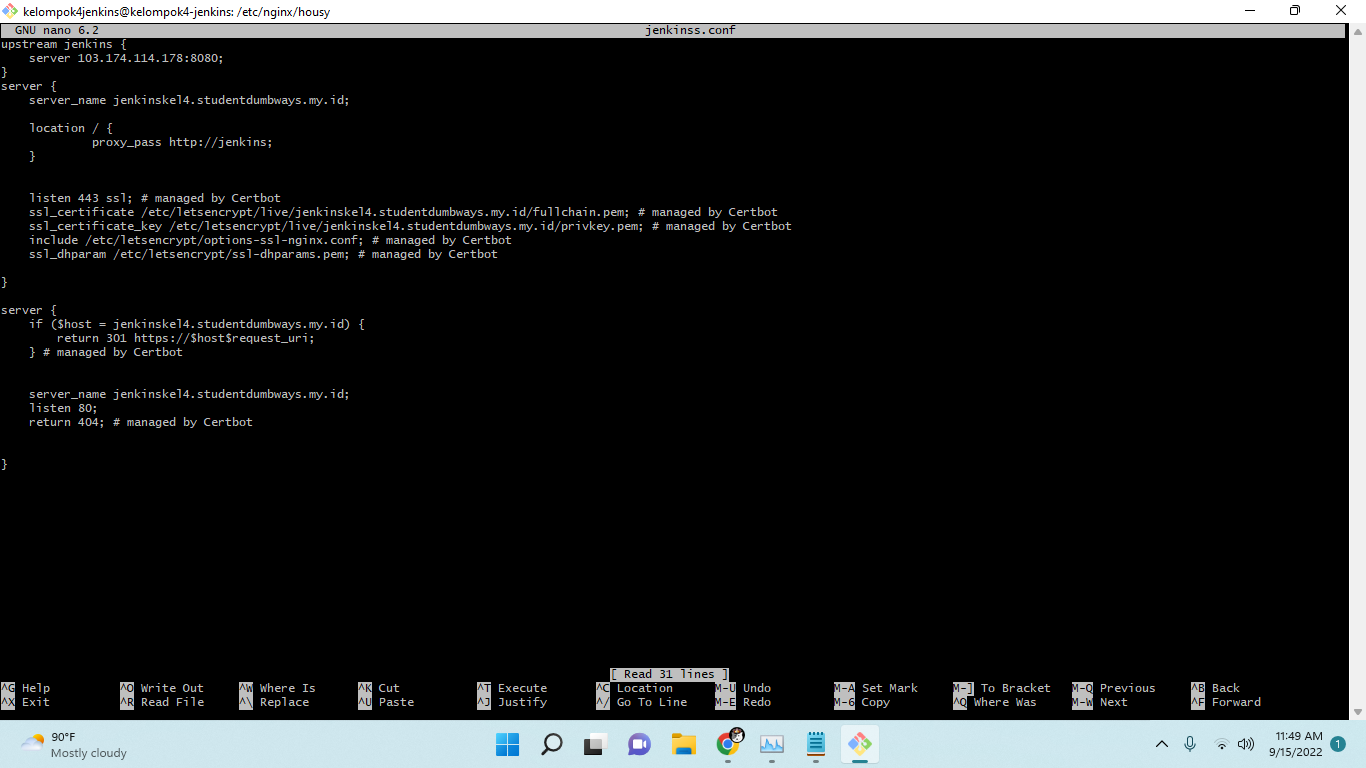 kelompok4jenkins@kelompok4-jenkins: /etc/nginx/housy
GNU nano 6.2 jenkinss.conf
upstream jenkins {
    server 103.174.114.178:8080;
}
server {
    server_name jenkinskel4.studentdumbways.my.id;

    location / {
             proxy_pass http://jenkins;
    }


    listen 443 ssl; # managed by Certbot
    ssl_certificate /etc/letsencrypt/live/jenkinskel4.studentdumbways.my.id/fullchain.pem; # managed by Certbot
    ssl_certificate_key /etc/letsencrypt/live/jenkinskel4.studentdumbways.my.id/privkey.pem; # managed by Certbot
    include /etc/letsencrypt/options-ssl-nginx.conf; # managed by Certbot
    ssl_dhparam /etc/letsencrypt/ssl-dhparams.pem; # managed by Certbot

}

server {
    if ($host = jenkinskel4.studentdumbways.my.id) {
        return 301 https://$host$request_uri;
    } # managed by Certbot


    server_name jenkinskel4.studentdumbways.my.id;
    listen 80;
    return 404; # managed by Certbot


}
[ Read 31 lines ]
^G Help ^O Write Out ^W Where Is ^K Cut ^T Execute ^C Location M-U Undo M-A Set Mark M-] To Bracket M-Q Previous ^B Back
^X Exit ^R Read File ^\ Replace ^U Paste ^J Justify ^/ Go To Line M-E Redo M-6 Copy ^Q Where Was M-W Next ^F Forward
90°F
Mostly cloudy
11:49 AM
9/15/2022
1